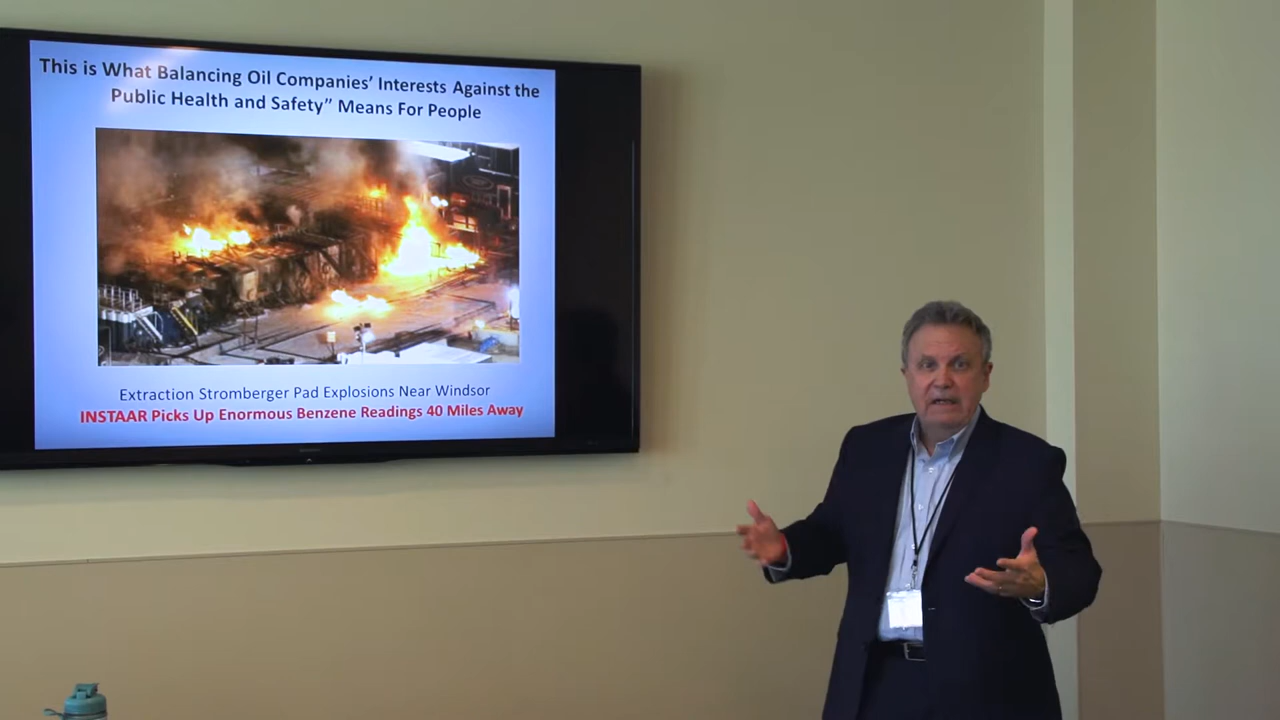 This is What Balancing Oil Companies’ Interests Against the
Public Health and Safety” Means For People
Extraction Stromberger Pad Explosions Near Windsor
INSTAAR Picks Up Enormous Benzene Readings 40 Miles Away